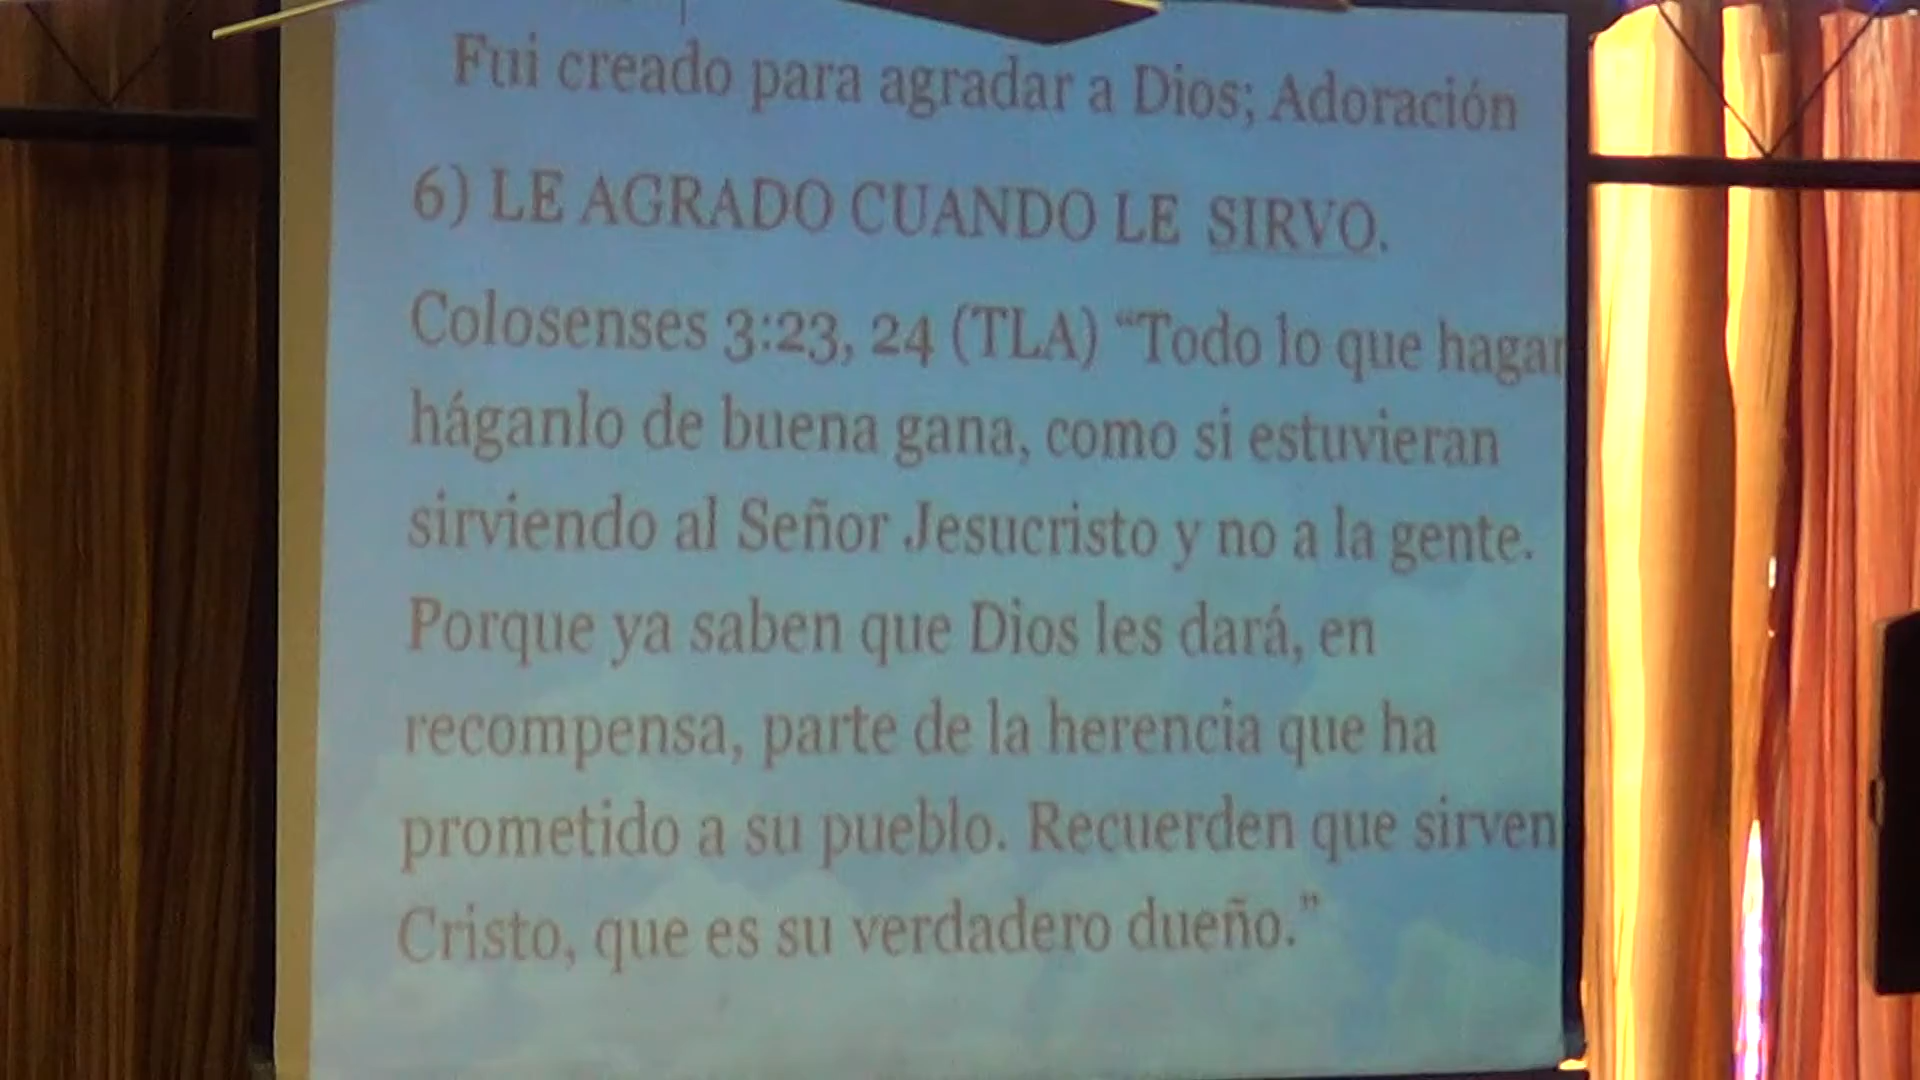 Fui creado para agradar a Dios; Adoración
6) LE AGRADO CUANDO LE SIRVO.
Colosenses 3:23, 24 (TLA) “Todo lo que hagan
háganlo de buena gana, como si estuvieran
sirviendo al Señor Jesucristo y no a la gente.
Porque ya saben que Dios les dará, en
recompensa, parte de la herencia que ha
prometido a su pueblo. Recuerden que sirven
Cristo, que es su verdadero dueño.”